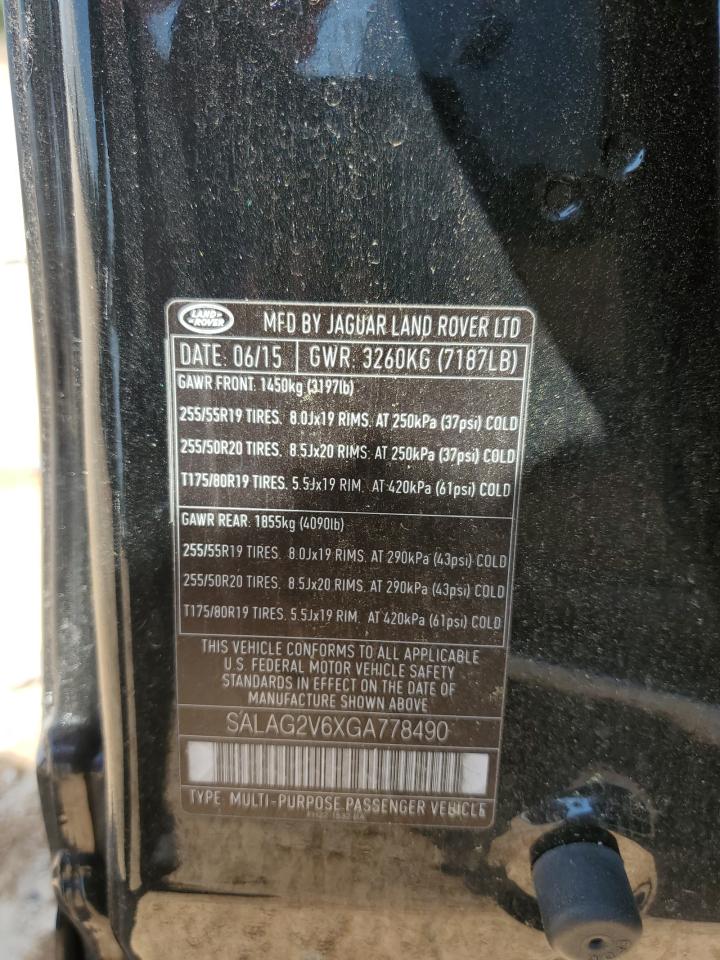 LAND ROVER
MFD BY JAGUAR LAND ROVER LTD
DATE: 06/15 GWR: 3260KG (7187LB)
GAWR FRONT: 1450kg (3197lb)
255/55R19 TIRES. 8.0Jx19 RIMS. AT 250kPa (37psi) COLD
255/50R20 TIRES. 8.5Jx20 RIMS. AT 250kPa (37psi) COLD
T175/80R19 TIRES. 5.5Jx19 RIM. AT 420kPa (61psi) COLD
GAWR REAR: 1855kg (4090lb)
255/55R19 TIRES. 8.0Jx19 RIMS. AT 290kPa (43psi) COLD
255/50R20 TIRES. 8.5Jx20 RIMS. AT 290kPa (43psi) COLD
T175/80R19 TIRES. 5.5Jx19 RIM. AT 420kPa (61psi) COLD
THIS VEHICLE CONFORMS TO ALL APPLICABLE
U.S. FEDERAL MOTOR VEHICLE SAFETY
STANDARDS IN EFFECT ON THE DATE OF
MANUFACTURE SHOWN ABOVE
SALAG2V6XGA778490
TYPE: MULTI-PURPOSE PASSENGER VEHICLE